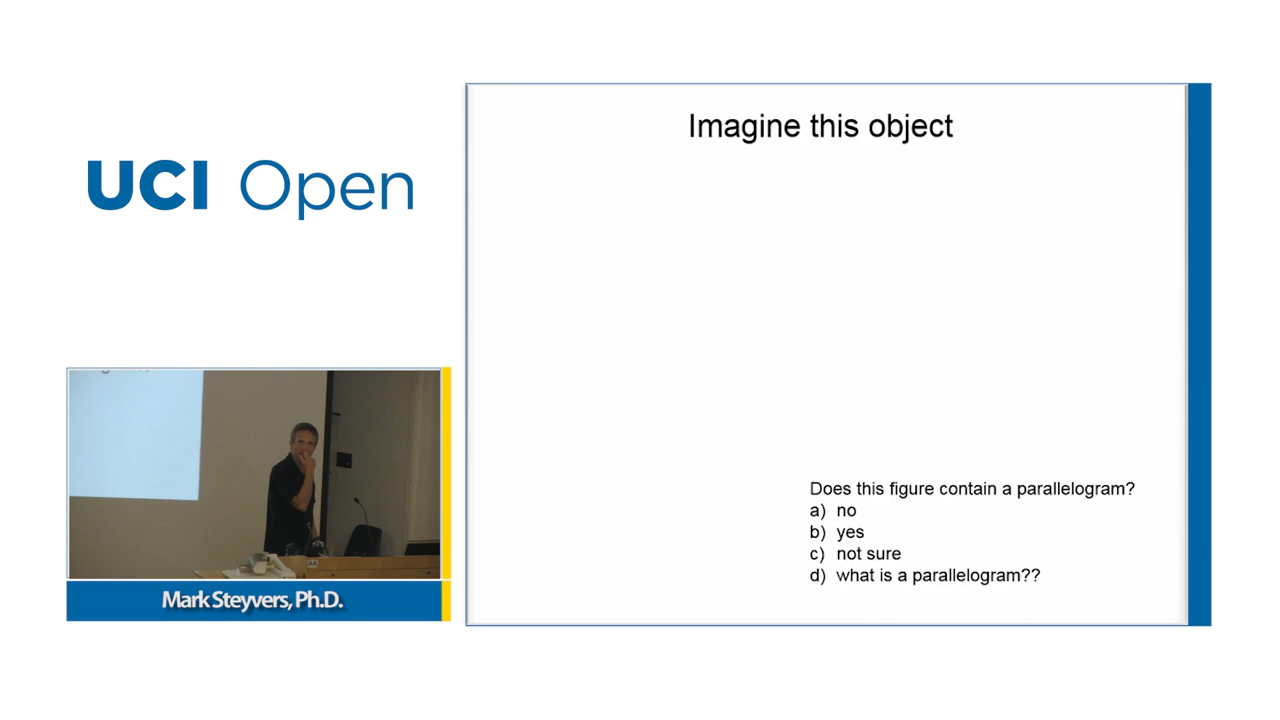 UCI Open
Imagine this object
Does this figure contain a parallelogram?
a) no
b) yes
c) not sure
d) what is a parallelogram??
Mark Steyvers, Ph.D.